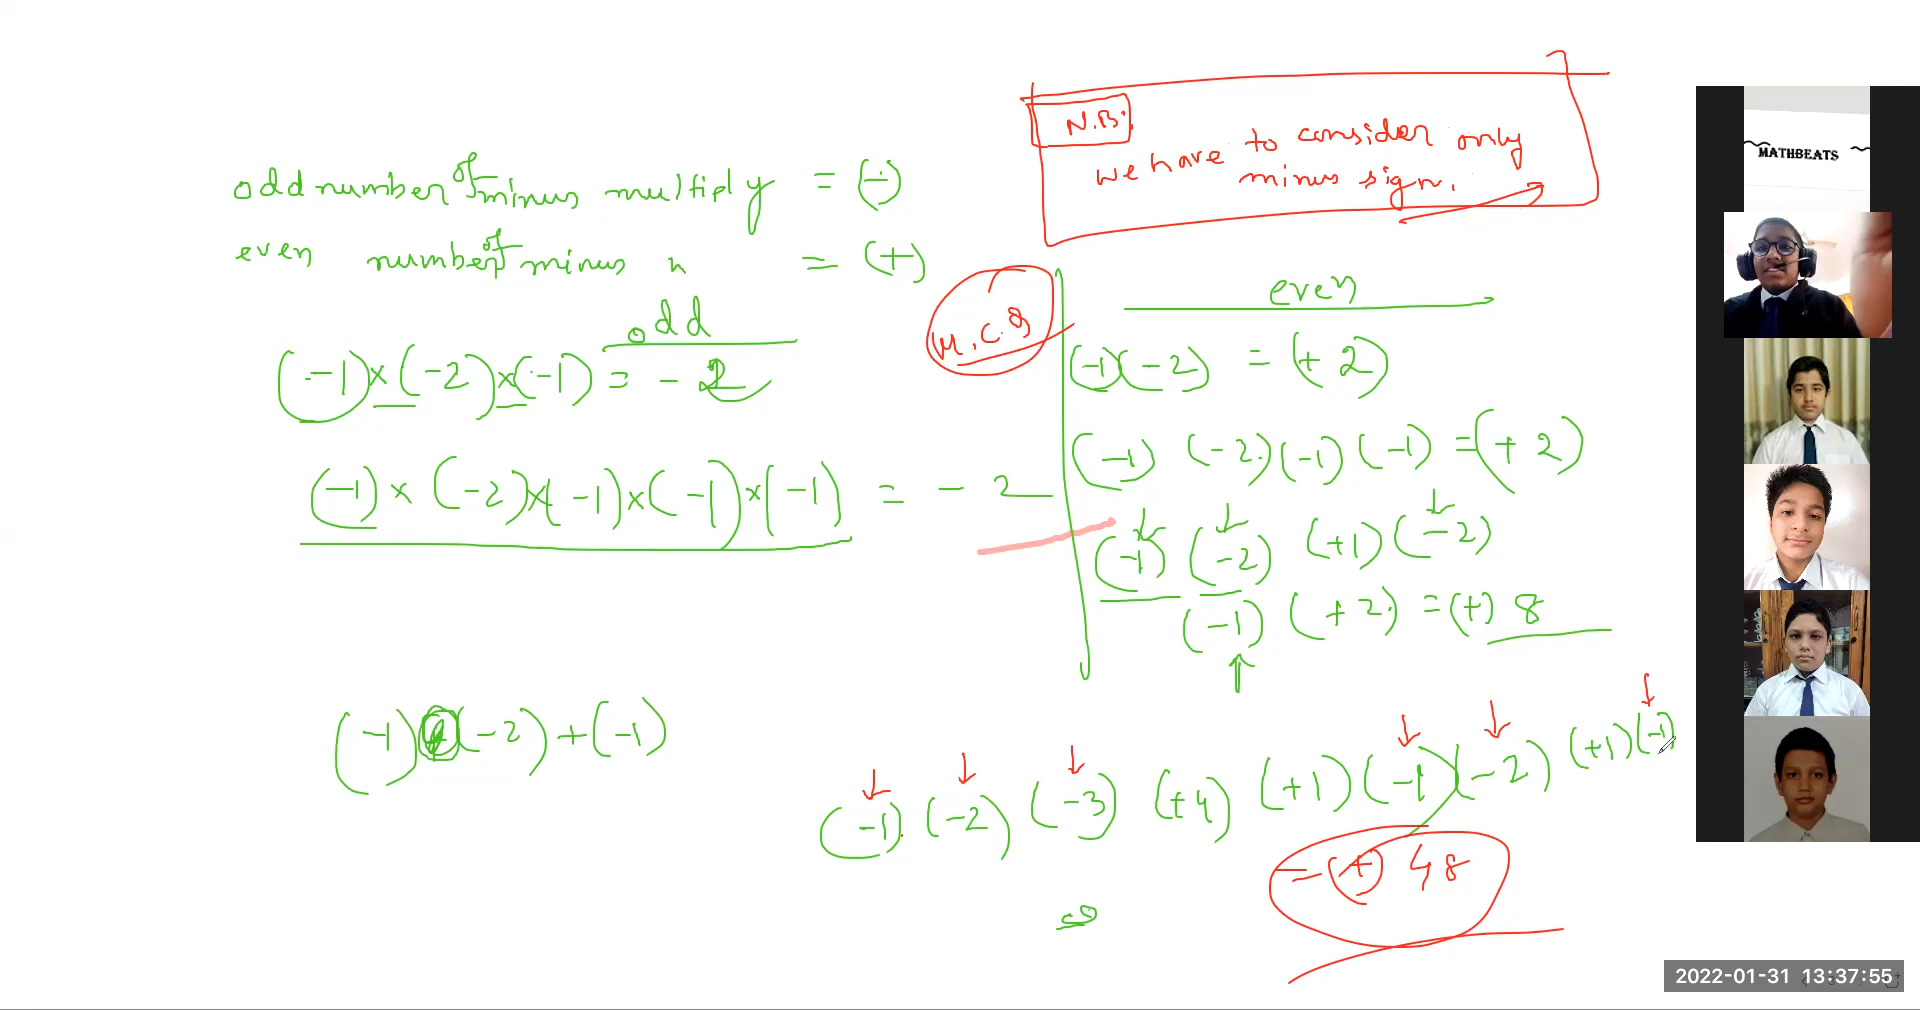 odd number of minus multiply = (-)
even number of minus " = (+)
odd
(-1)×(-2)×(-1) = - 2
(-1) × (-2)×(-1)×(-1)×(-1) = - 2
(-1) (-2)+(-1)
N.B:
we have to consider only
minus sign.
M.C.Q
even
(-1)(-2) = (+2)
(-1) (-2)(-1)(-1) = (+2)
(-1) (-2) (+1) (-2)
(-1) (+2) = (+) 8
(-1) (-2) (-3) (+4) (+1) (-1)(-2) (+1)(-1)
= (+) 48
MATHBEATS
2022-01-31 13:37:55